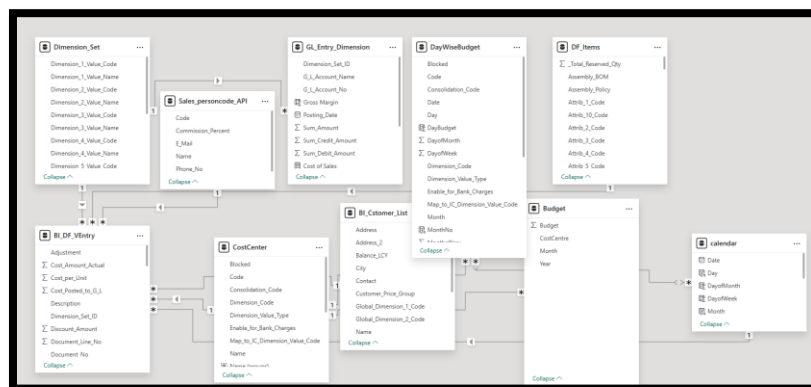 Dimension_Set
Dimension_1_Value_Code
Dimension_1_Value_Name
Dimension_2_Value_Code
Dimension_2_Value_Name
Dimension_3_Value_Code
Dimension_3_Value_Name
Dimension_4_Value_Code
Dimension_4_Value_Name
Dimension_5_Value_Code
Collapse
Sales_personcode_API
Code
Commission_Percent
E_Mail
Name
Phone_No
Collapse
GL_Entry_Dimension
Dimension_Set_ID
G_L_Account_Name
G_L_Account_No
Gross Margin
Posting_Date
Sum_Amount
Sum_Credit_Amount
Sum_Debit_Amount
Cost of Sales
Collapse
DayWiseBudget
Blocked
Code
Consolidation_Code
Date
Day
DayBudget
DayofMonth
DayofWeek
Dimension_Code
Dimension_Value_Type
Enable_for_Bank_Charges
Map_to_IC_Dimension_Value_Code
Month
MonthNo
Collapse
DF_Items
_Total_Reserved_Qty
Assembly_BOM
Assembly_Policy
Attrib_1_Code
Attrib_10_Code
Attrib_2_Code
Attrib_3_Code
Attrib_4_Code
Attrib_5_Code
Collapse
BI_DF_VEntry
Adjustment
Cost_Amount_Actual
Cost_per_Unit
Cost_Posted_to_G_L
Description
Dimension_Set_ID
Discount_Amount
Document_Line_No
Document_No
Collapse
CostCenter
Blocked
Code
Consolidation_Code
Dimension_Code
Dimension_Value_Type
Enable_for_Bank_Charges
Map_to_IC_Dimension_Value_Code
Name
Collapse
BI_Cstomer_List
Address
Address_2
Balance_LCY
City
Contact
Customer_Price_Group
Global_Dimension_1_Code
Global_Dimension_2_Code
Name
Collapse
Budget
Budget
CostCentre
Month
Year
Collapse
calendar
Date
Day
DayofMonth
DayofWeek
Month
Collapse